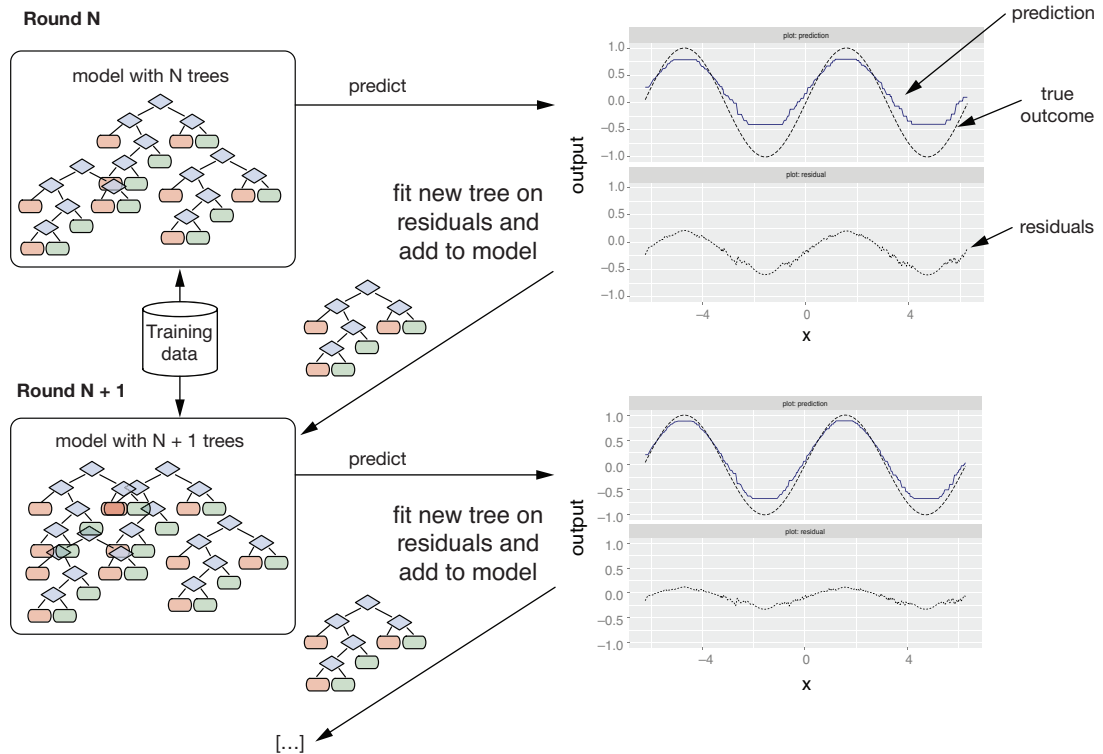 Round N
model with N trees
predict
fit new tree on
residuals and
add to model
Training
data
plot: prediction
1.0
0.5
0.0
−0.5
−1.0
output
plot: residual
1.0
0.5
0.0
−0.5
−1.0
−4
0
4
x
prediction
true
outcome
residuals
Round N + 1
model with N + 1 trees
predict
fit new tree on
residuals and
add to model
plot: prediction
1.0
0.5
0.0
−0.5
−1.0
output
plot: residual
1.0
0.5
0.0
−0.5
−1.0
−4
0
4
x
[...]